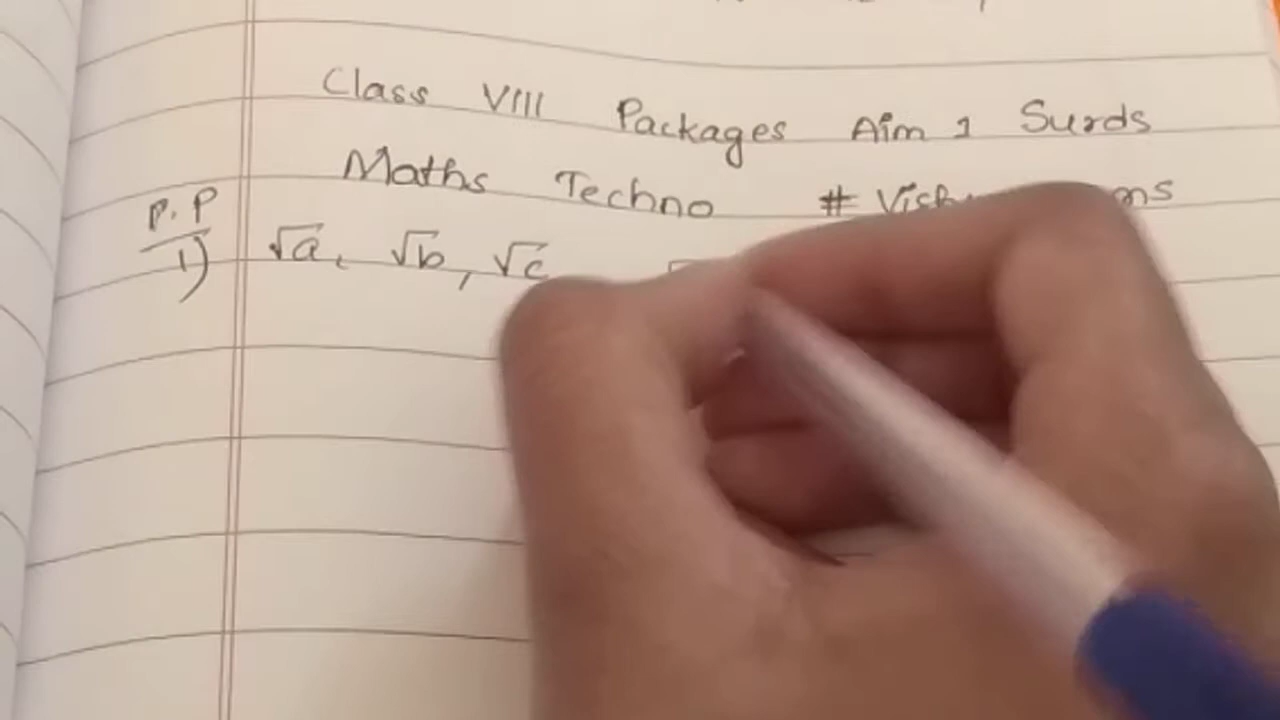 Class VIII Packages Aim 1 Surds
Maths Techno #
P.P
1) √a, √b, √c